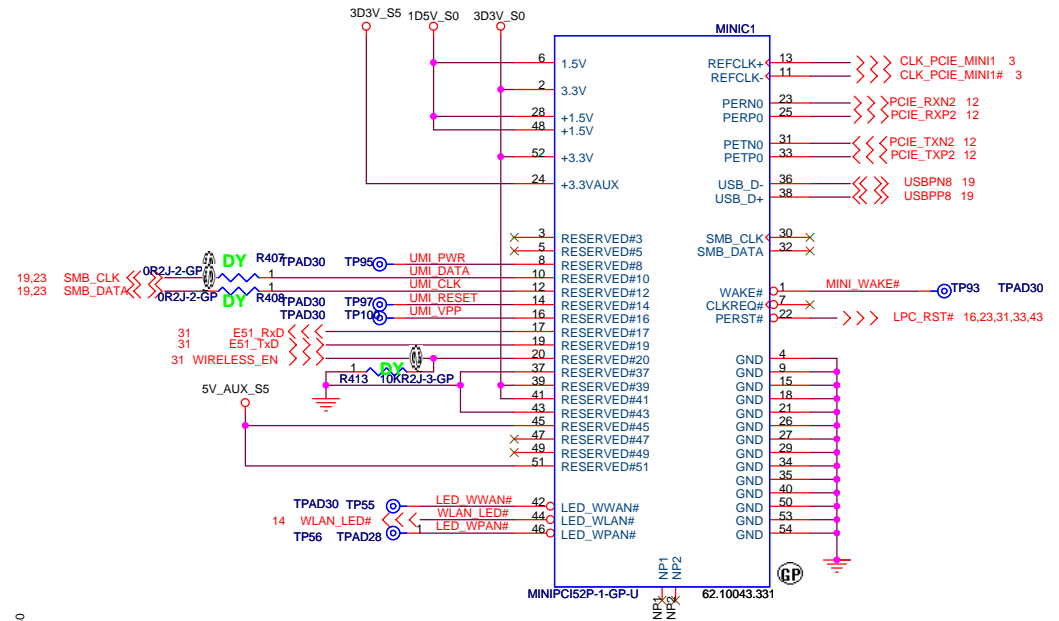 3D3V_S5 1D5V_S0 3D3V_S0
MINIC1
6 1.5V
2 3.3V
28 +1.5V
48 +1.5V
52 +3.3V
24 +3.3VAUX
3 RESERVED#3
5 RESERVED#5
TPAD30 TP95 UMI_PWR 8 RESERVED#8
19,23 SMB_CLK 0R2J-2-GP DY R407 1 UMI_DATA 10 RESERVED#10
19,23 SMB_DATA 0R2J-2-GP DY R408 1 UMI_CLK 12 RESERVED#12
TPAD30 TP97 UMI_RESET 14 RESERVED#14
TPAD30 TP100 UMI_VPP 16 RESERVED#16
31 E51_RxD 17 RESERVED#17
31 E51_TxD 19 RESERVED#19
31 WIRELESS_EN 20 RESERVED#20
1 DY R413 10KR2J-3-GP
37 RESERVED#37
39 RESERVED#39
41 RESERVED#41
43 RESERVED#43
5V_AUX_S5
45 RESERVED#45
47 RESERVED#47
49 RESERVED#49
51 RESERVED#51
TPAD30 TP55 LED_WWAN# 42 LED_WWAN#
14 WLAN_LED# WLAN_LED# 44 LED_WLAN#
TP56 TPAD28 1 LED_WPAN# 46 LED_WPAN#
REFCLK+ 13 CLK_PCIE_MINI1 3
REFCLK- 11 CLK_PCIE_MINI1# 3
PERN0 23 PCIE_RXN2 12
PERP0 25 PCIE_RXP2 12
PETN0 31 PCIE_TXN2 12
PETP0 33 PCIE_TXP2 12
USB_D- 36 USBPN8 19
USB_D+ 38 USBPP8 19
SMB_CLK 30
SMB_DATA 32
WAKE# 1 MINI_WAKE# TP93 TPAD30
CLKREQ# 7
PERST# 22 LPC_RST# 16,23,31,33,43
GND 4
GND 9
GND 15
GND 18
GND 21
GND 26
GND 27
GND 29
GND 34
GND 35
GND 40
GND 50
GND 53
GND 54
NP1 NP2
NP1 NP2
GP
MINIPCI52P-1-GP-U 62.10043.331